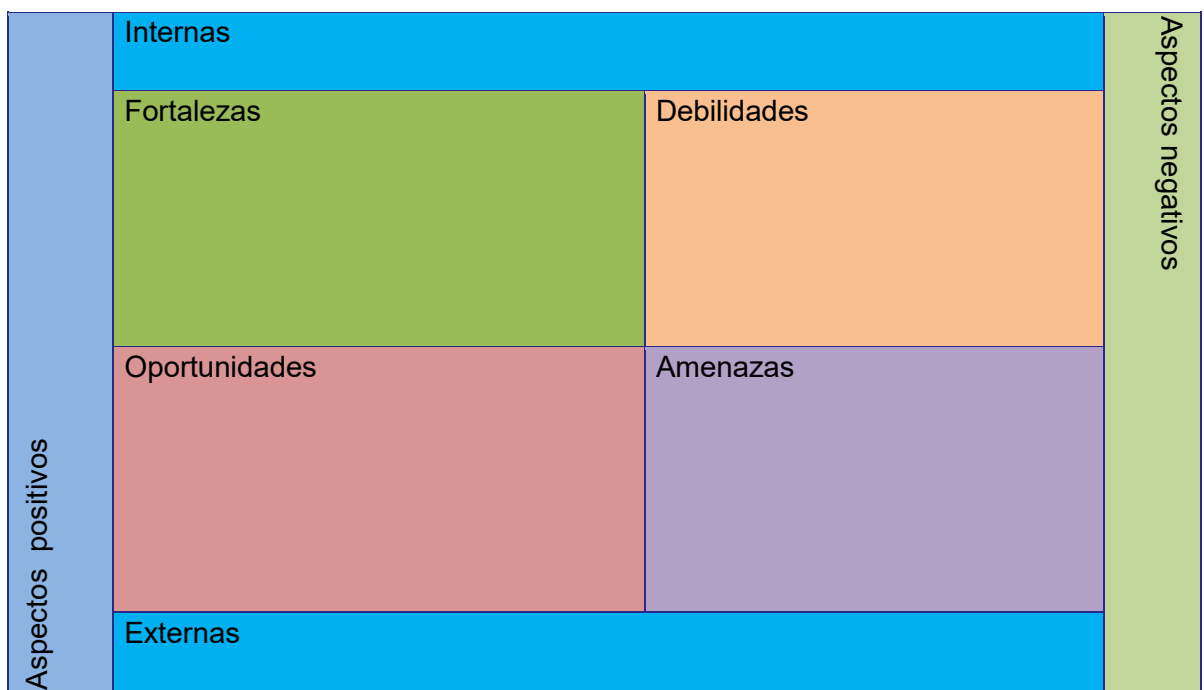 Internas
Fortalezas
Debilidades
Oportunidades
Amenazas
Externas
Aspectos positivos
Aspectos negativos